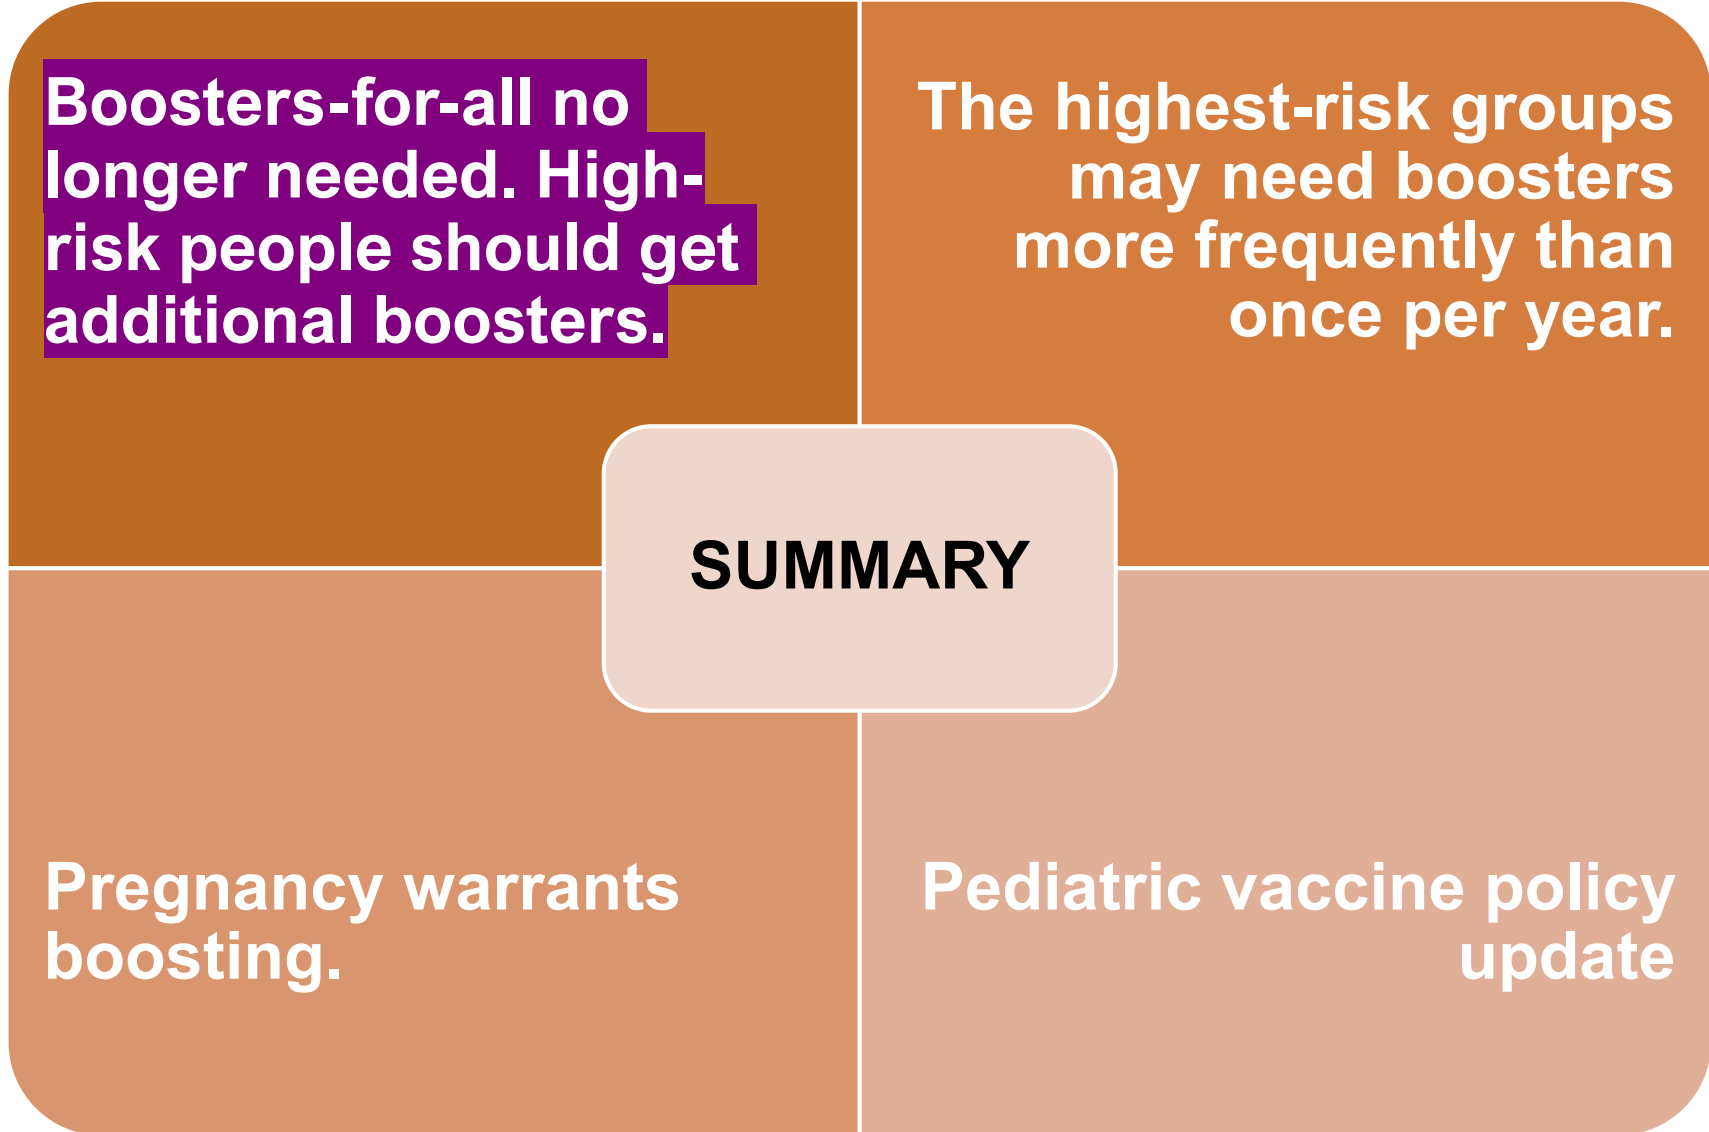 Boosters-for-all no
longer needed. High-
risk people should get
additional boosters.
The highest-risk groups
may need boosters
more frequently than
once per year.
SUMMARY
Pregnancy warrants
boosting.
Pediatric vaccine policy
update